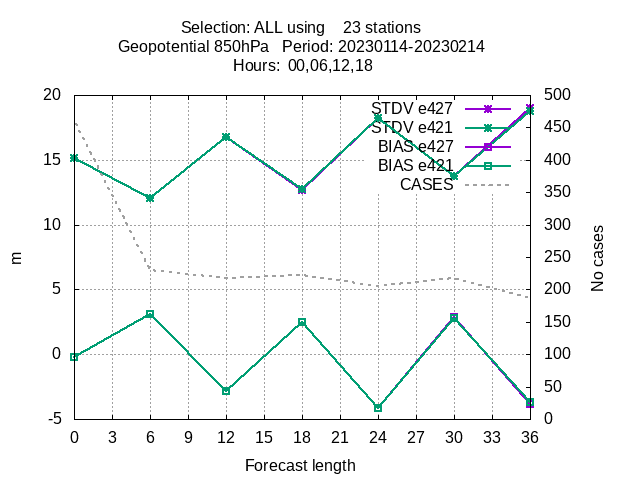 Selection: ALL using    23 stations
Geopotential 850hPa   Period: 20230114-20230214
Hours:  00,06,12,18
STDV e427
STDV e421
BIAS e427
BIAS e421
CASES
20
15
10
5
0
-5
m
500
450
400
350
300
250
200
150
100
50
0
No cases
0 3 6 9 12 15 18 21 24 27 30 33 36
Forecast length